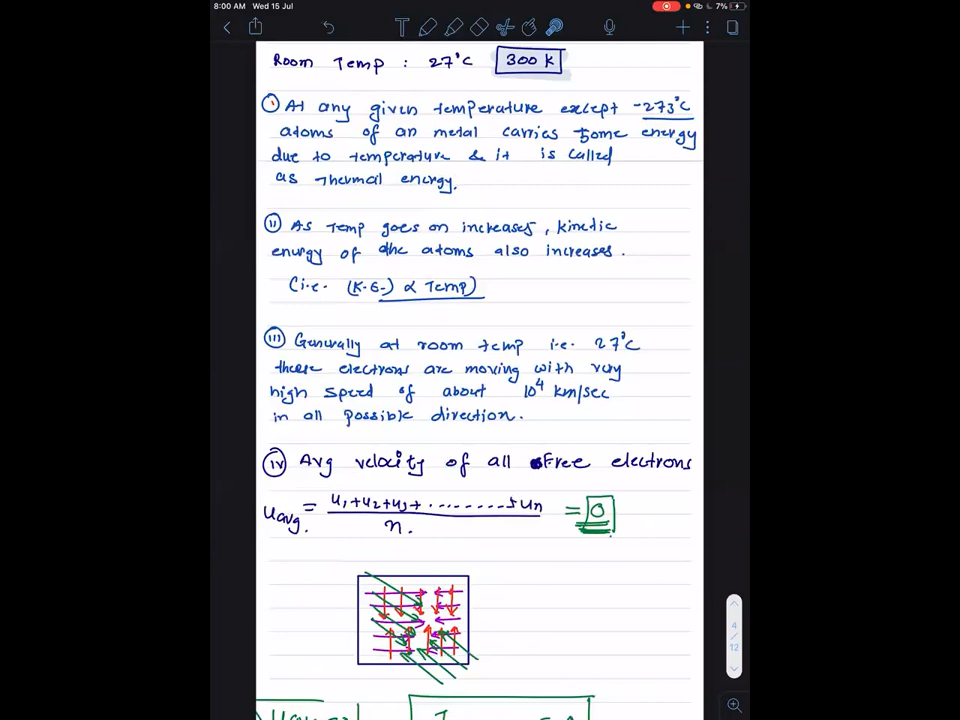 8:00 AM Wed 15 Jul
7%
Room Temp : 27°C 300 K
① At any given temperature except -273°C
atoms of an metal carries some energy
due to temperature & it is called
as Thermal energy.
(ii) As Temp goes on increases, kinetic
energy of the atoms also increases.
(i.e. (K.E.) ∝ Temp)
(iii) Generally at room temp i.e. 27°C
these electrons are moving with very
high speed of about 10⁴ km/sec
in all possible direction.
(iv) Avg velocity of all Free electrons
uavg. = u1+u2+u3+ ......... + un / n. = 0
4
/
12